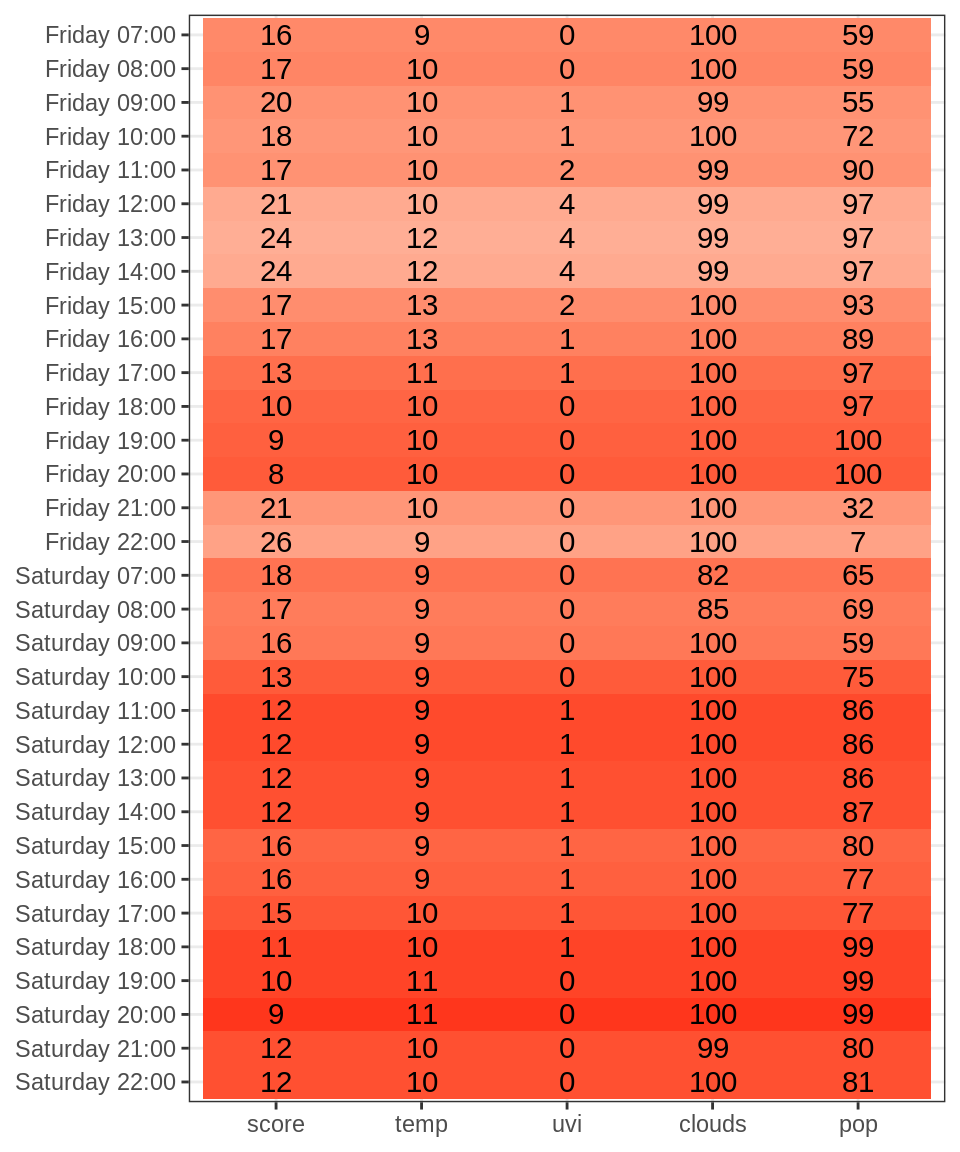 Friday 07:00 16 9 0 100 59
Friday 08:00 17 10 0 100 59
Friday 09:00 20 10 1 99 55
Friday 10:00 18 10 1 100 72
Friday 11:00 17 10 2 99 90
Friday 12:00 21 10 4 99 97
Friday 13:00 24 12 4 99 97
Friday 14:00 24 12 4 99 97
Friday 15:00 17 13 2 100 93
Friday 16:00 17 13 1 100 89
Friday 17:00 13 11 1 100 97
Friday 18:00 10 10 0 100 97
Friday 19:00 9 10 0 100 100
Friday 20:00 8 10 0 100 100
Friday 21:00 21 10 0 100 32
Friday 22:00 26 9 0 100 7
Saturday 07:00 18 9 0 82 65
Saturday 08:00 17 9 0 85 69
Saturday 09:00 16 9 0 100 59
Saturday 10:00 13 9 0 100 75
Saturday 11:00 12 9 1 100 86
Saturday 12:00 12 9 1 100 86
Saturday 13:00 12 9 1 100 86
Saturday 14:00 12 9 1 100 87
Saturday 15:00 16 9 1 100 80
Saturday 16:00 16 9 1 100 77
Saturday 17:00 15 10 1 100 77
Saturday 18:00 11 10 1 100 99
Saturday 19:00 10 11 0 100 99
Saturday 20:00 9 11 0 100 99
Saturday 21:00 12 10 0 99 80
Saturday 22:00 12 10 0 100 81
score temp uvi clouds pop